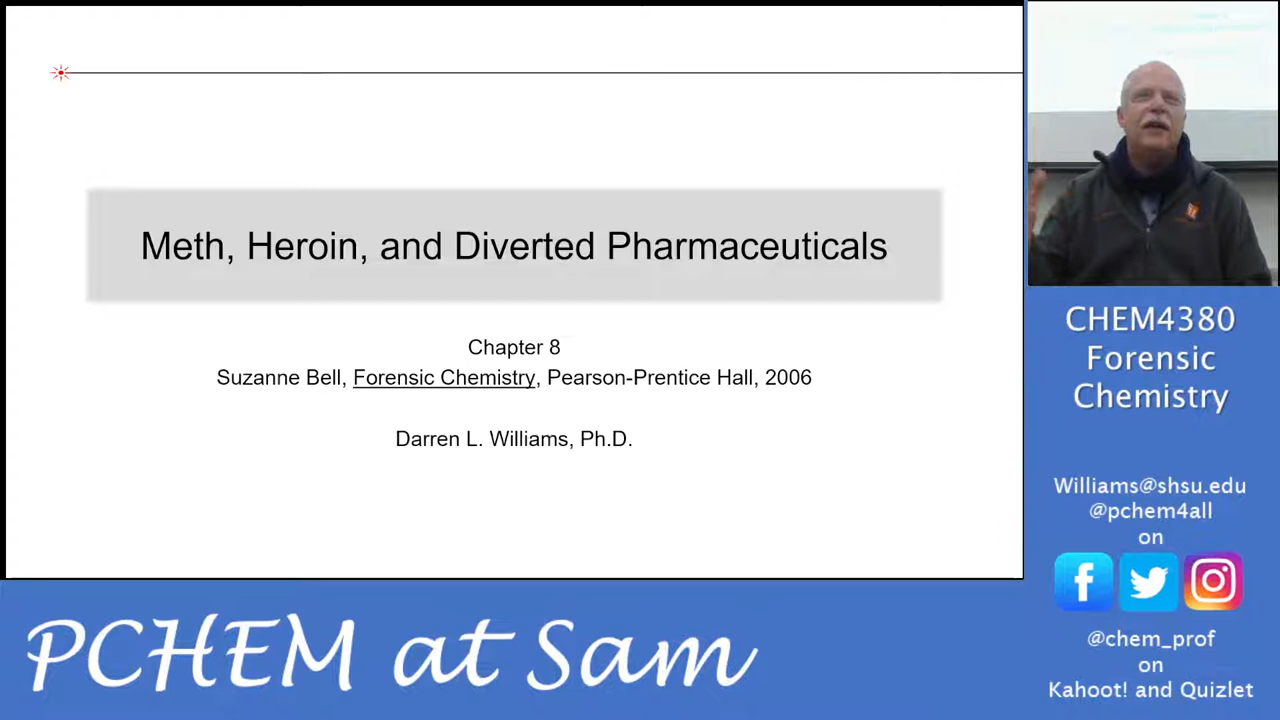 Meth, Heroin, and Diverted Pharmaceuticals
Chapter 8
Suzanne Bell, Forensic Chemistry, Pearson-Prentice Hall, 2006
Darren L. Williams, Ph.D.
CHEM4380
Forensic
Chemistry
Williams@shsu.edu
@pchem4all
on
@chem_prof
on
Kahoot! and Quizlet
PCHEM at Sam